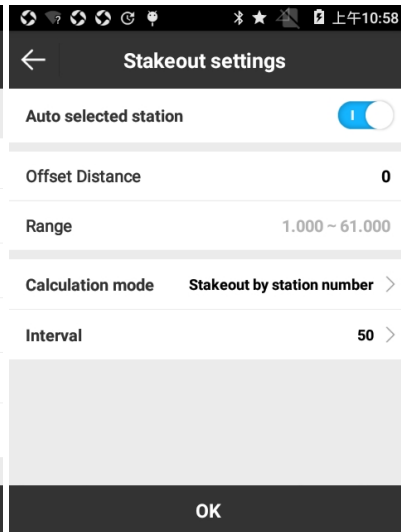 上午10:58
Stakeout settings
Auto selected station
Offset Distance 0
Range 1.000 ~ 61.000
Calculation mode Stakeout by station number
Interval 50
OK